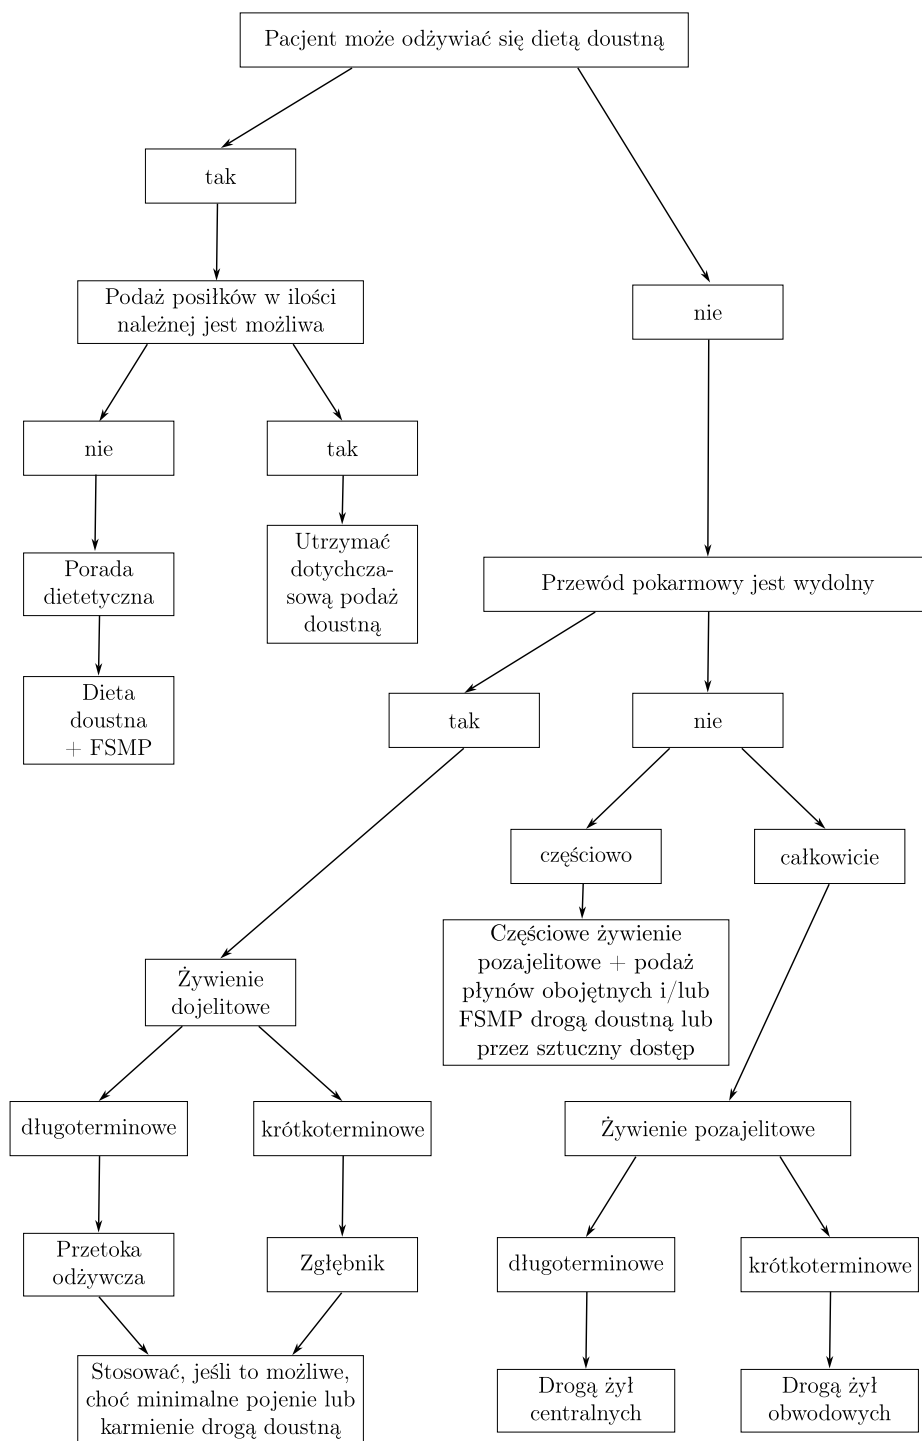 Pacjent może odżywiać się dietą doustną
tak
nie
Podaż posiłków w ilości
należnej jest możliwa
nie
tak
Porada
dietetyczna
Utrzymać
dotychcza-
sową podaż
doustną
Dieta
doustna
+ FSMP
Przewód pokarmowy jest wydolny
tak
nie
częściowo
całkowicie
Częściowe żywienie
pozajelitowe + podaż
płynów obojętnych i/lub
FSMP drogą doustną lub
przez sztuczny dostęp
Żywienie
dojelitowe
długoterminowe
krótkoterminowe
Żywienie pozajelitowe
Przetoka
odżywcza
Zgłębnik
długoterminowe
krótkoterminowe
Stosować, jeśli to możliwe,
choć minimalne pojenie lub
karmienie drogą doustną
Drogą żył
centralnych
Drogą żył
obwodowych